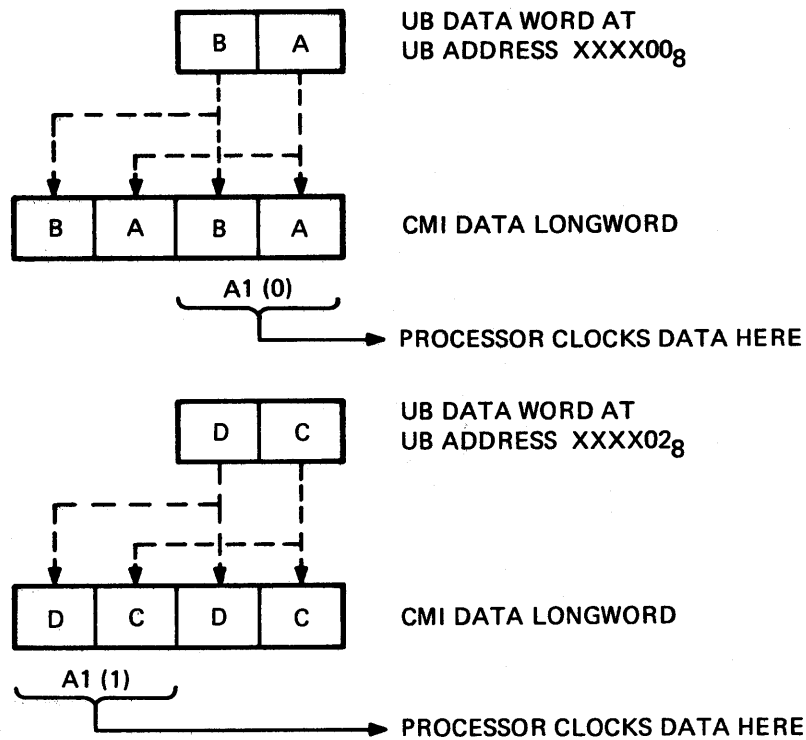 B A
UB DATA WORD AT
UB ADDRESS XXXX00₈
B A B A
CMI DATA LONGWORD
A1 (0)
PROCESSOR CLOCKS DATA HERE
D C
UB DATA WORD AT
UB ADDRESS XXXX02₈
D C D C
CMI DATA LONGWORD
A1 (1)
PROCESSOR CLOCKS DATA HERE